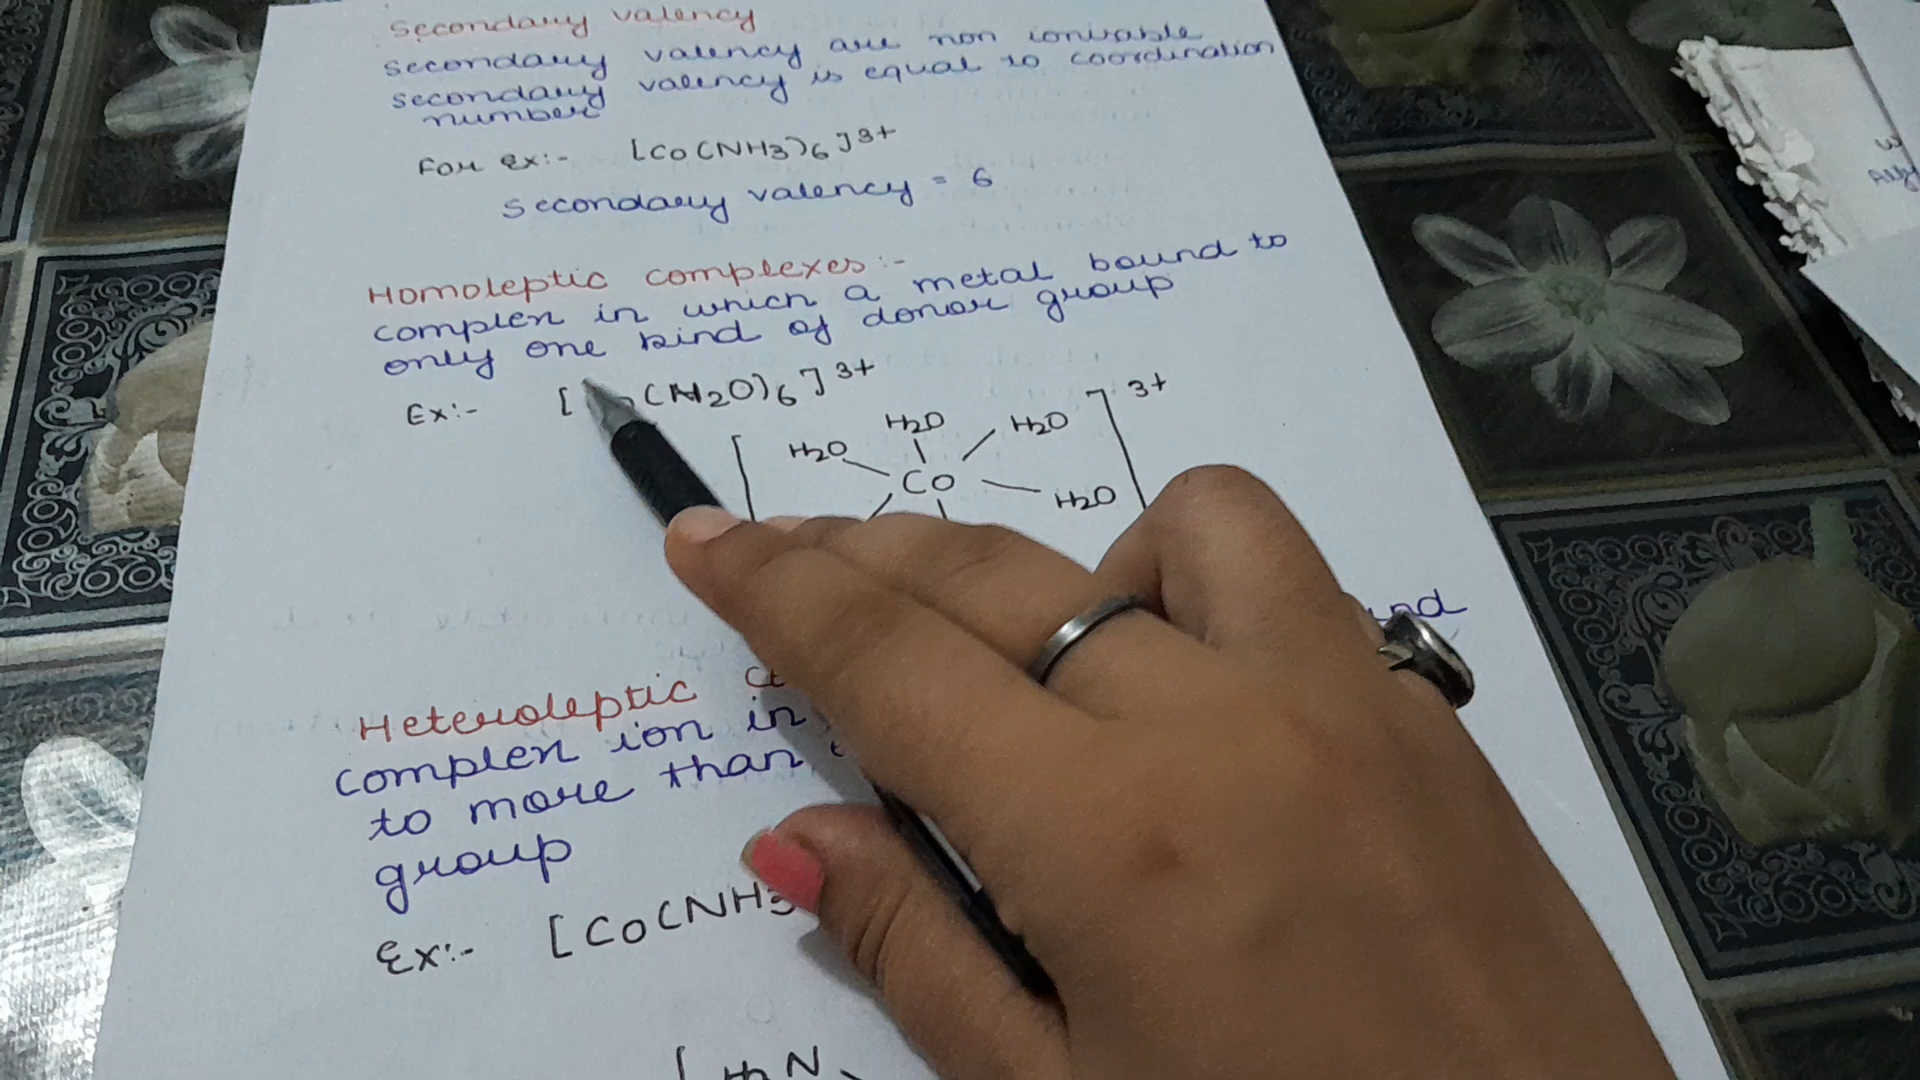 Secondary valency
secondary valency are non ionisable
secondary valency is equal to coordination
number
For Ex:- [Co(NH3)6]3+
secondary valency = 6
Homoleptic complexes:-
complex in which a metal bound to
only one kind of donor group
Ex:- [ (H2O)6]3+
3+
H2O H2O H2O
Co
H2O
Heteroleptic
complex ion in
to more than
group
Ex:- [Co(NH3
[ H2N